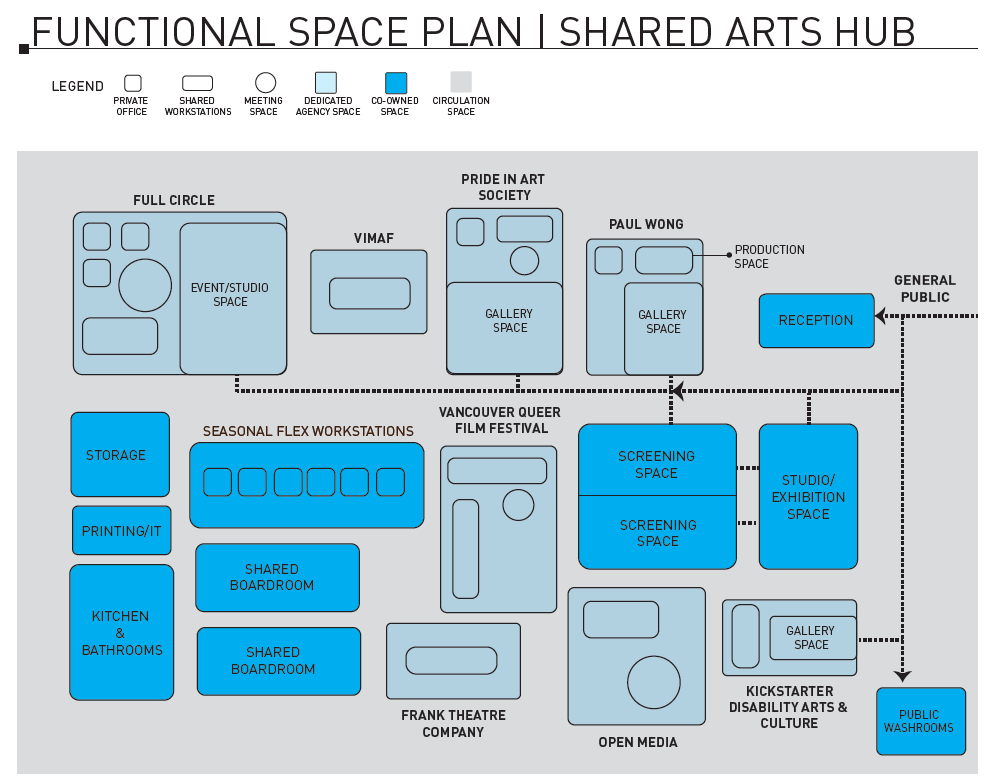 FUNCTIONAL SPACE PLAN | SHARED ARTS HUB
LEGEND
PRIVATE
OFFICE
SHARED
WORKSTATIONS
MEETING
SPACE
DEDICATED
AGENCY SPACE
CO-OWNED
SPACE
CIRCULATION
SPACE
FULL CIRCLE
EVENT/STUDIO
SPACE
VIMAF
PRIDE IN ART
SOCIETY
GALLERY
SPACE
PAUL WONG
PRODUCTION
SPACE
GALLERY
SPACE
GENERAL
PUBLIC
RECEPTION
STORAGE
SEASONAL FLEX WORKSTATIONS
VANCOUVER QUEER
FILM FESTIVAL
SCREENING
SPACE
SCREENING
SPACE
STUDIO/
EXHIBITION
SPACE
PRINTING/IT
SHARED
BOARDROOM
KITCHEN
&
BATHROOMS
SHARED
BOARDROOM
FRANK THEATRE
COMPANY
OPEN MEDIA
GALLERY
SPACE
KICKSTARTER
DISABILITY ARTS &
CULTURE
PUBLIC
WASHROOMS